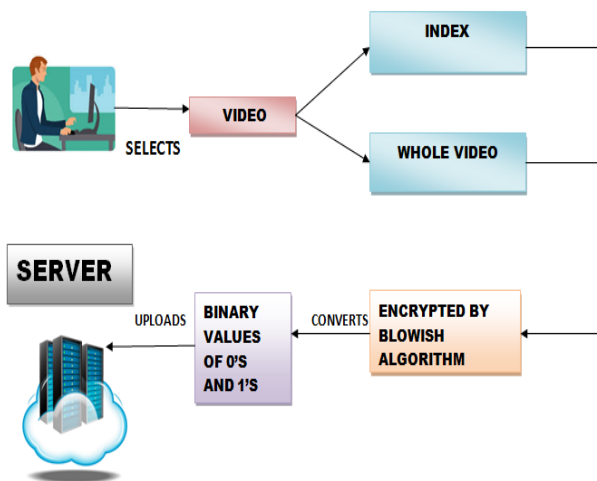 INDEX
VIDEO
SELECTS
WHOLE VIDEO
SERVER
UPLOADS
BINARY
VALUES
OF 0'S
AND 1'S
CONVERTS
ENCRYPTED BY
BLOWISH
ALGORITHM